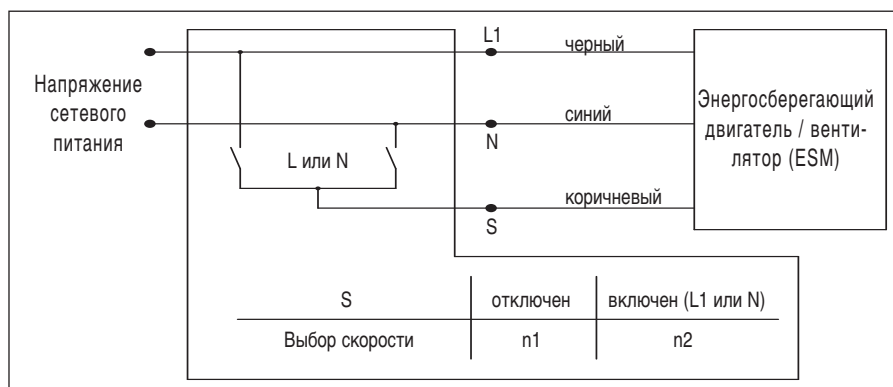 L1
черный
Напряжение
сетевого
питания
синий
N
Энергосберегающий
двигатель / венти-
лятор (ESM)
L или N
коричневый
S
S отключен включен (L1 или N)
Выбор скорости n1 n2